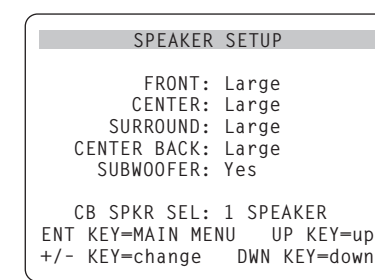 SPEAKER SETUP
FRONT: Large
CENTER: Large
SURROUND: Large
CENTER BACK: Large
SUBWOOFER: Yes
CB SPKR SEL: 1 SPEAKER
ENT KEY=MAIN MENU UP KEY=up
+/- KEY=change DWN KEY=down